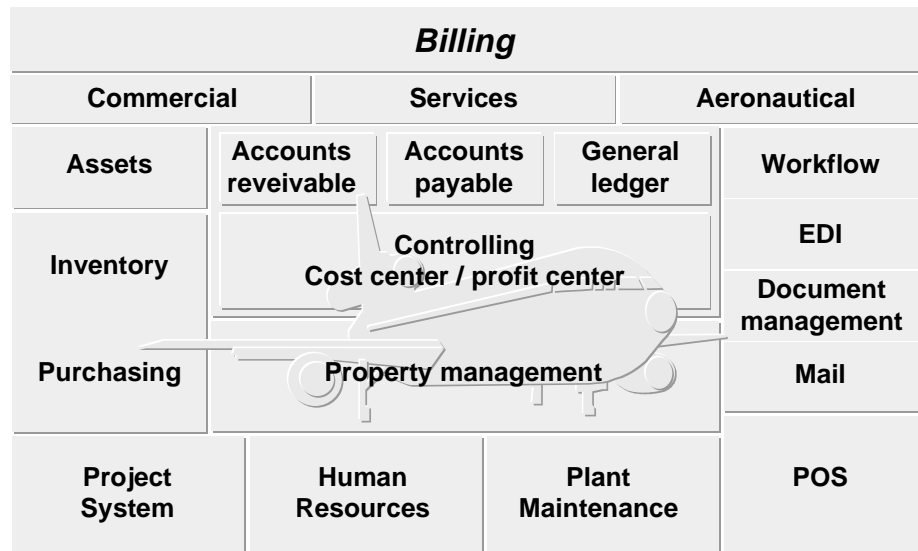 Billing
Commercial
Services
Aeronautical
Assets
Accounts
reveivable
Accounts
payable
General
ledger
Workflow
Inventory
Controlling
Cost center / profit center
EDI
Document
management
Purchasing
Property management
Mail
Project
System
Human
Resources
Plant
Maintenance
POS